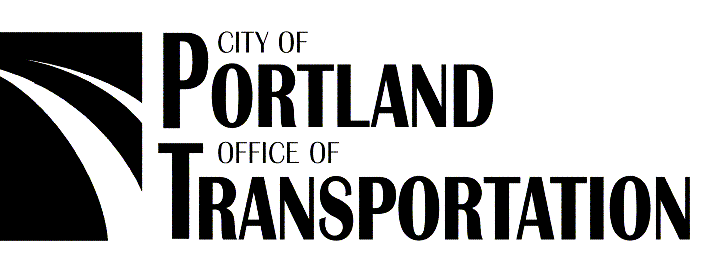 CITY OF
PORTLAND
OFFICE OF
TRANSPORTATION